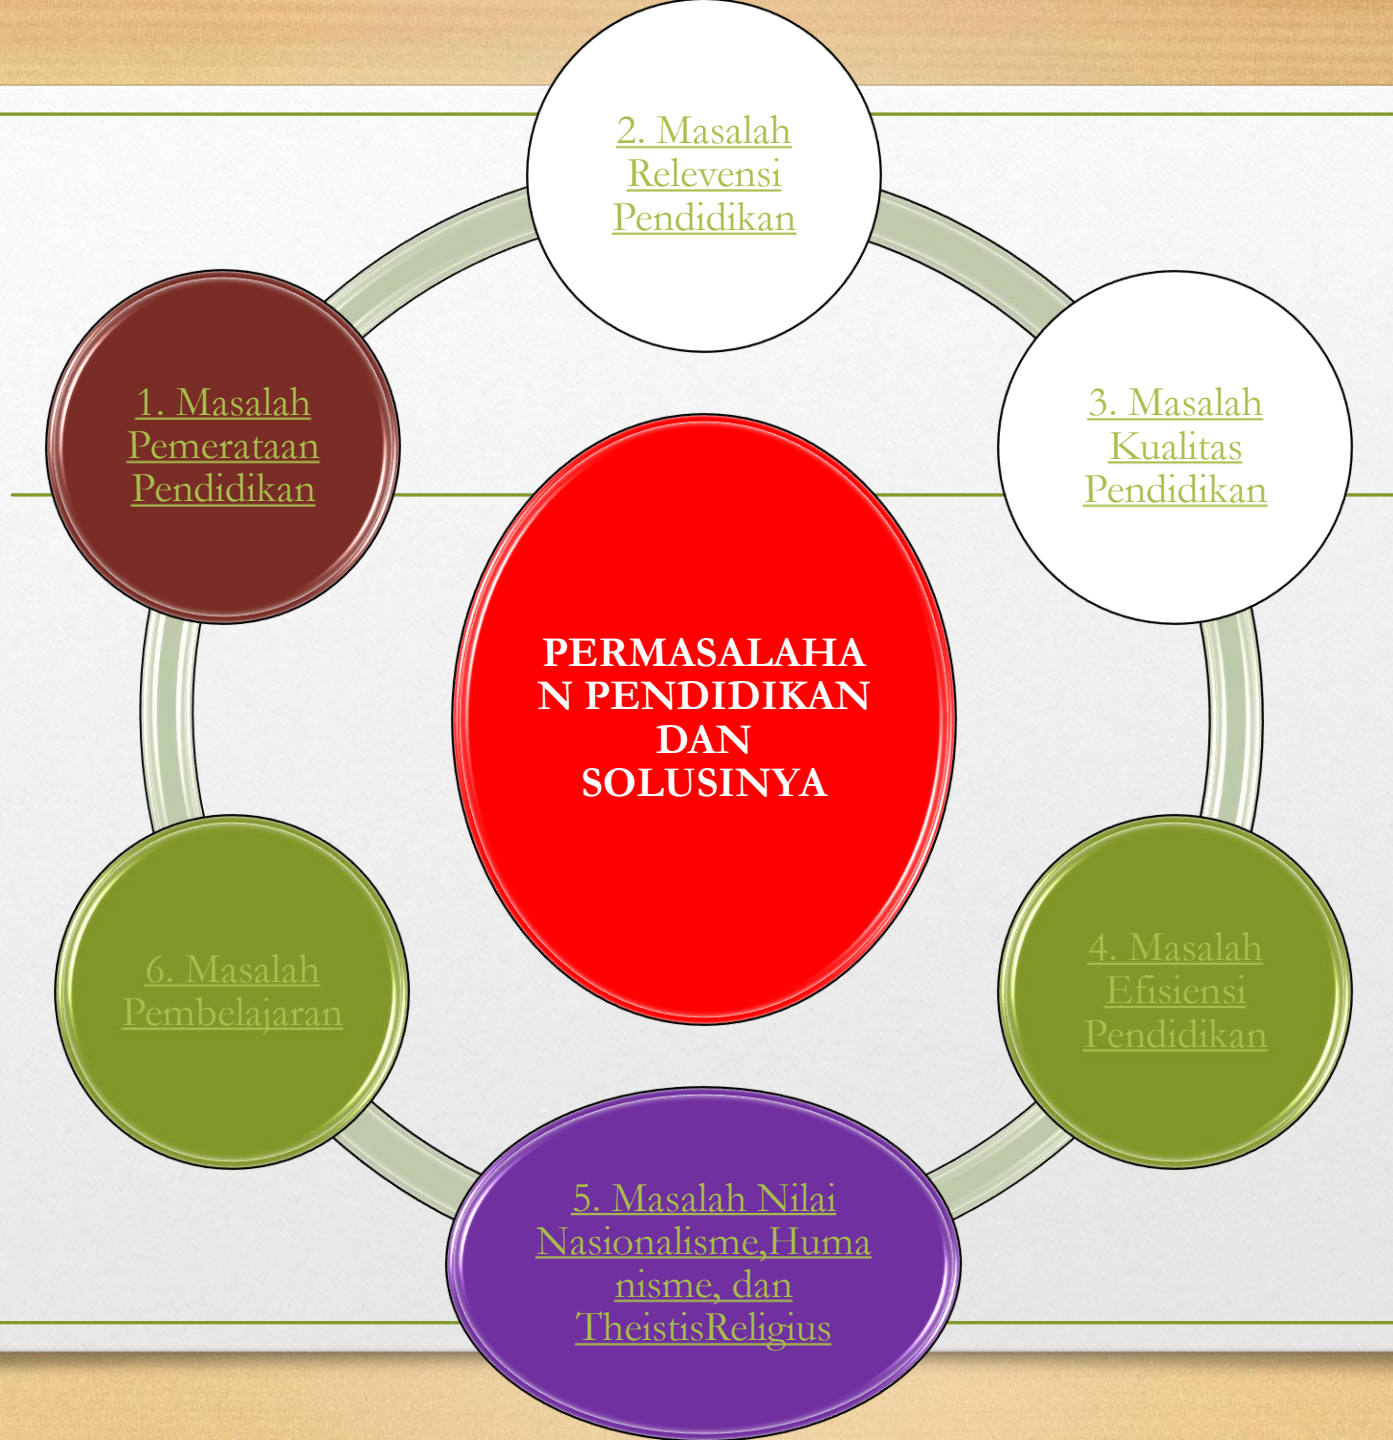 2. Masalah
Relevensi
Pendidikan
1. Masalah
Pemerataan
Pendidikan
3. Masalah
Kualitas
Pendidikan
PERMASALAHA
N PENDIDIKAN
DAN
SOLUSINYA
6. Masalah
Pembelajaran
4. Masalah
Efisiensi
Pendidikan
5. Masalah Nilai
Nasionalisme,Huma
nisme, dan
TheistisReligius